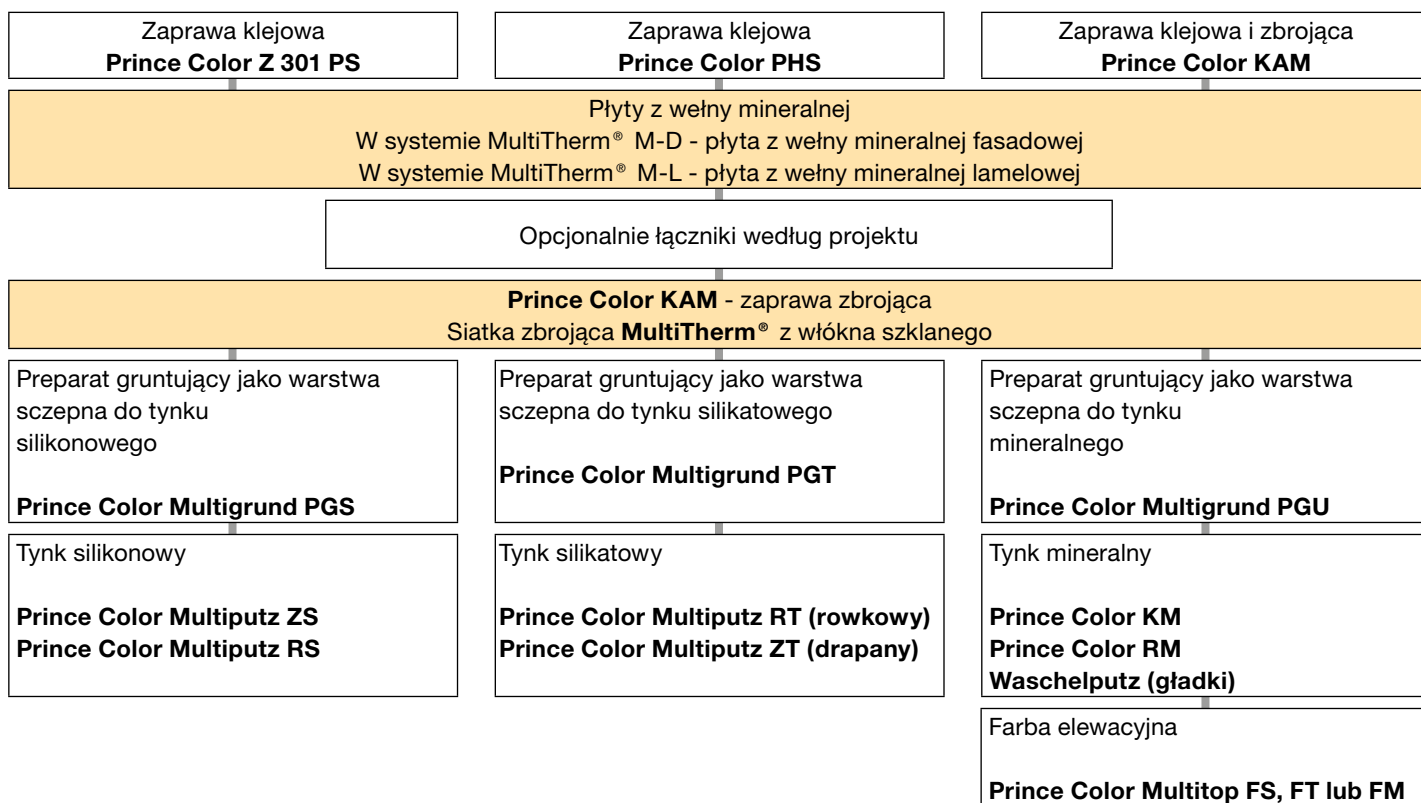 Zaprawa klejowa
Prince Color Z 301 PS
Zaprawa klejowa
Prince Color PHS
Zaprawa klejowa i zbrojąca
Prince Color KAM
Płyty z wełny mineralnej
W systemie MultiTherm® M-D - płyta z wełny mineralnej fasadowej
W systemie MultiTherm® M-L - płyta z wełny mineralnej lamelowej
Opcjonalnie łączniki według projektu
Prince Color KAM - zaprawa zbrojąca
Siatka zbrojąca MultiTherm® z włókna szklanego
Preparat gruntujący jako warstwa
sczepna do tynku
silikonowego
Prince Color Multigrund PGS
Preparat gruntujący jako warstwa
sczepna do tynku silikatowego
Prince Color Multigrund PGT
Preparat gruntujący jako warstwa
sczepna do tynku
mineralnego
Prince Color Multigrund PGU
Tynk silikonowy
Prince Color Multiputz ZS
Prince Color Multiputz RS
Tynk silikatowy
Prince Color Multiputz RT (rowkowy)
Prince Color Multiputz ZT (drapany)
Tynk mineralny
Prince Color KM
Prince Color RM
Waschelputz (gładki)
Farba elewacyjna
Prince Color Multitop FS, FT lub FM